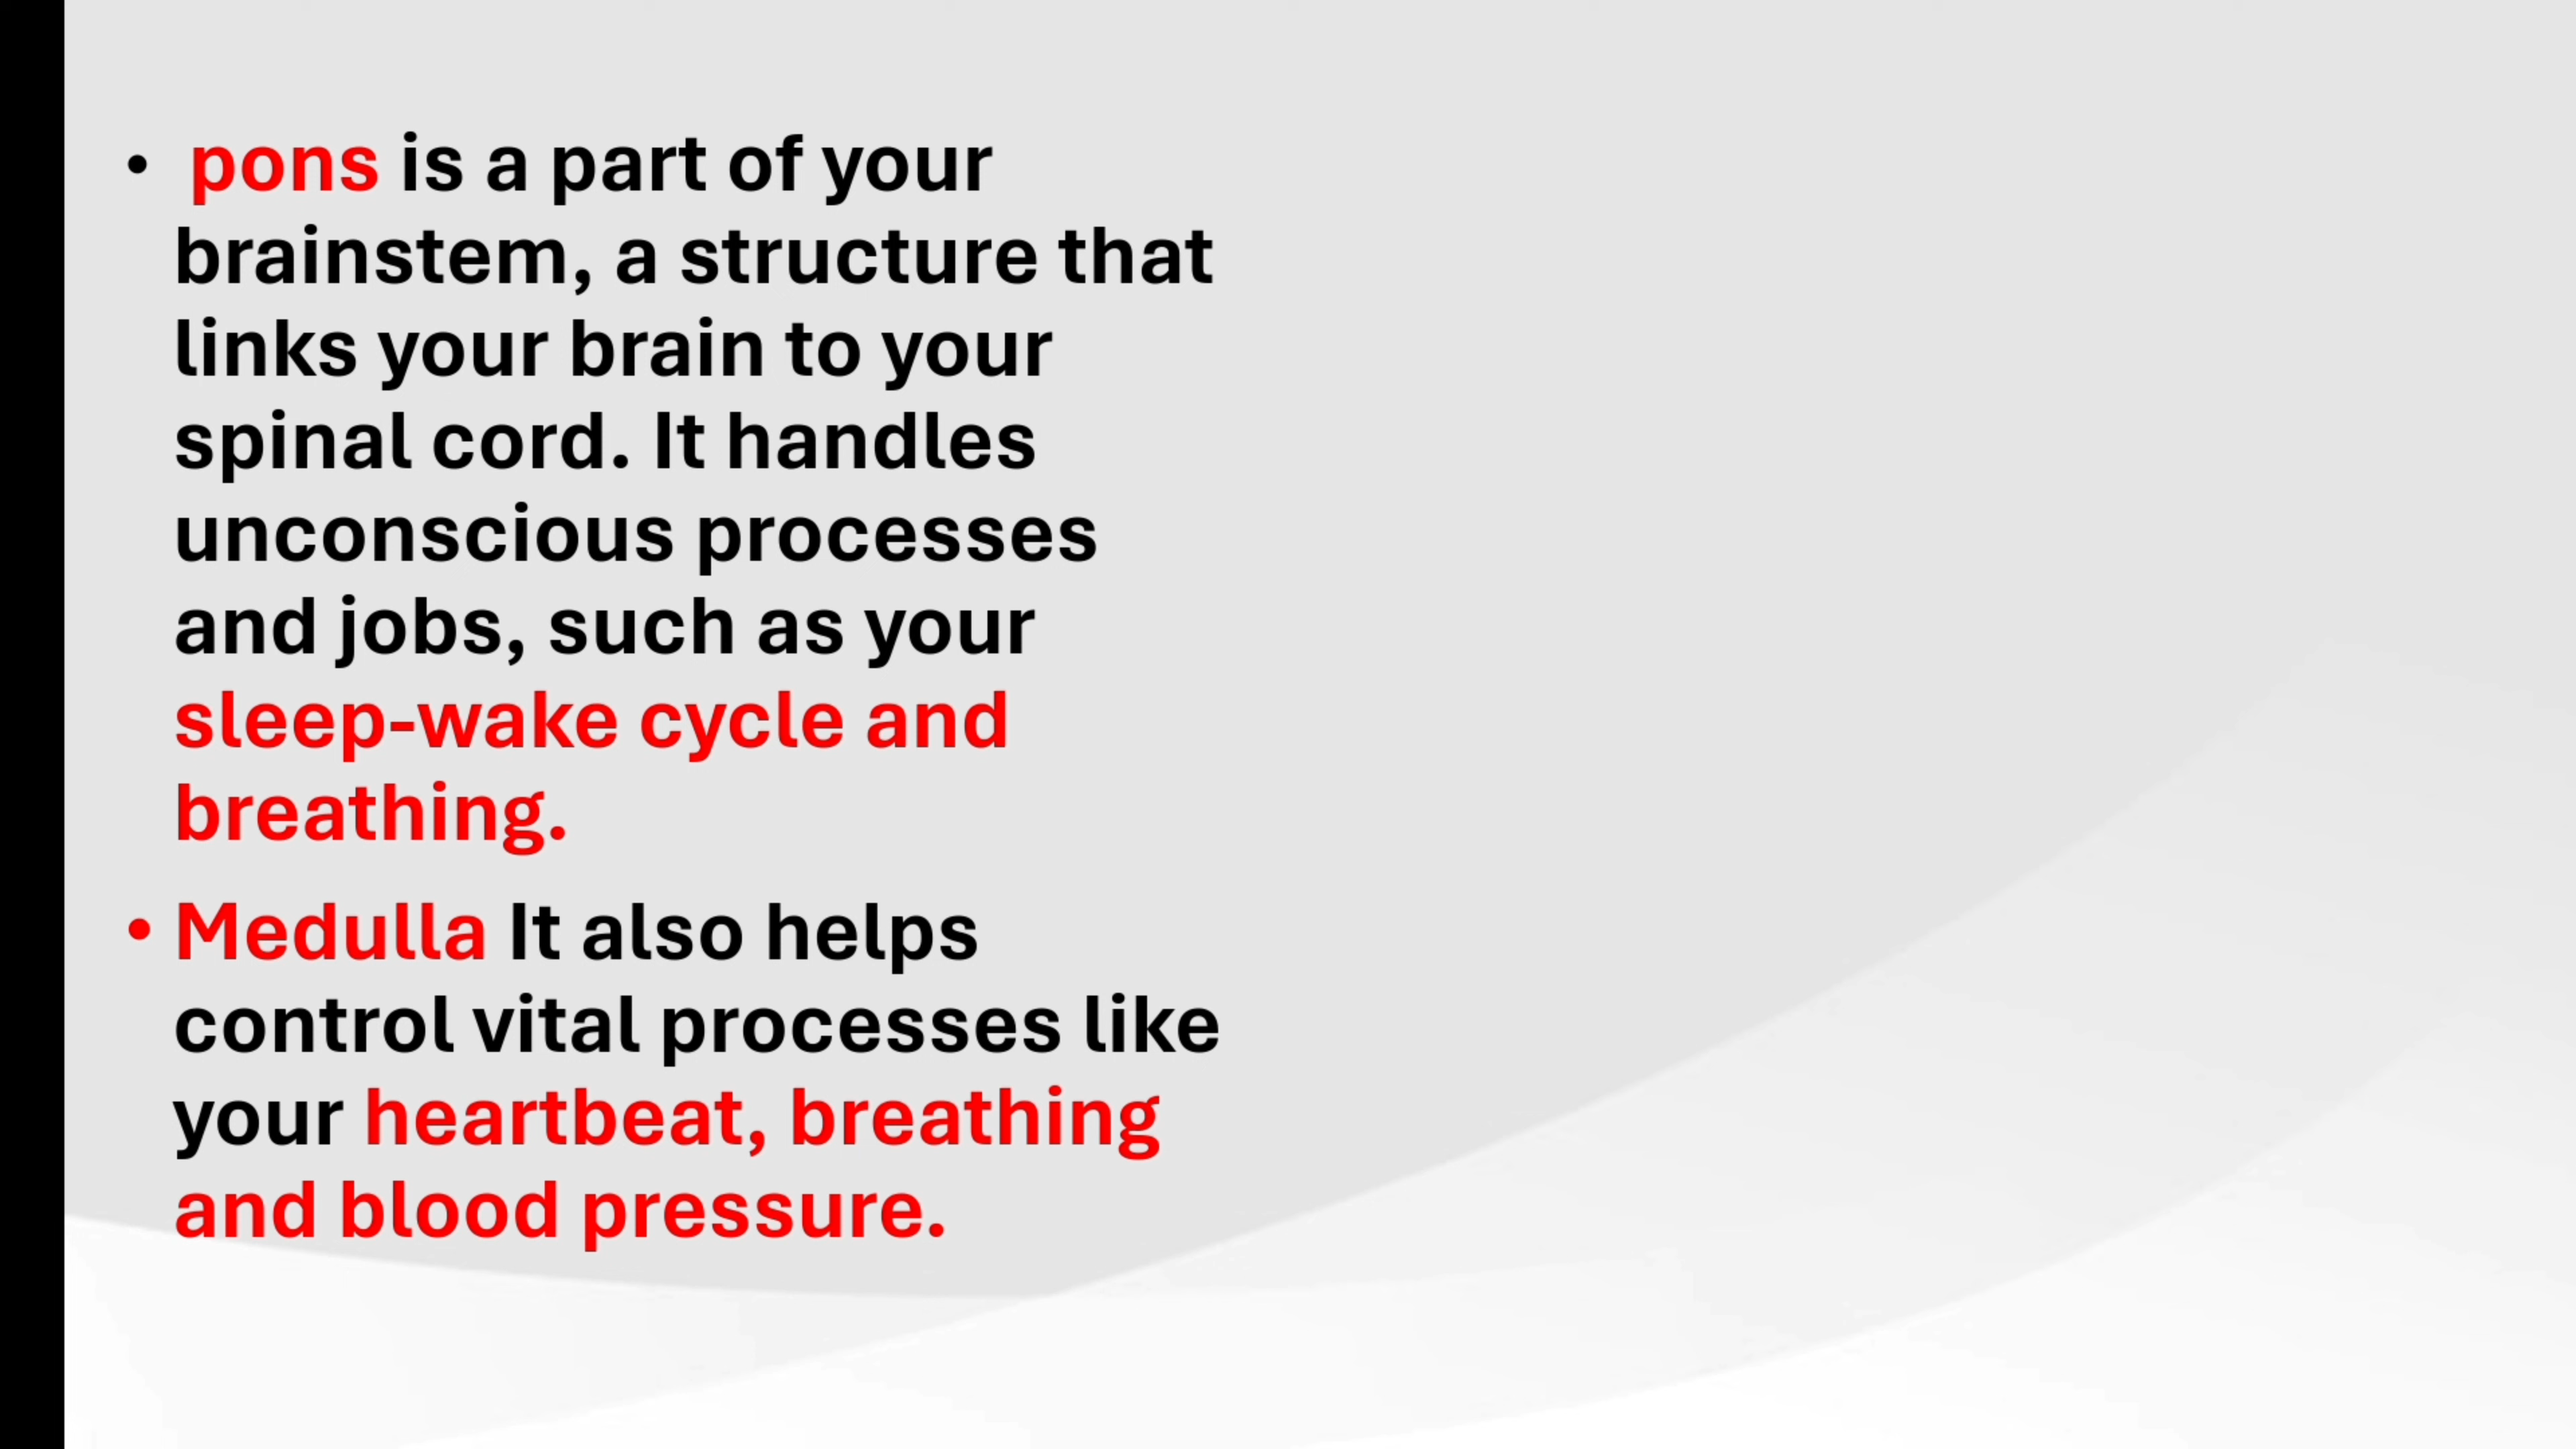 • pons is a part of your
brainstem, a structure that
links your brain to your
spinal cord. It handles
unconscious processes
and jobs, such as your
sleep-wake cycle and
breathing.
• Medulla It also helps
control vital processes like
your heartbeat, breathing
and blood pressure.